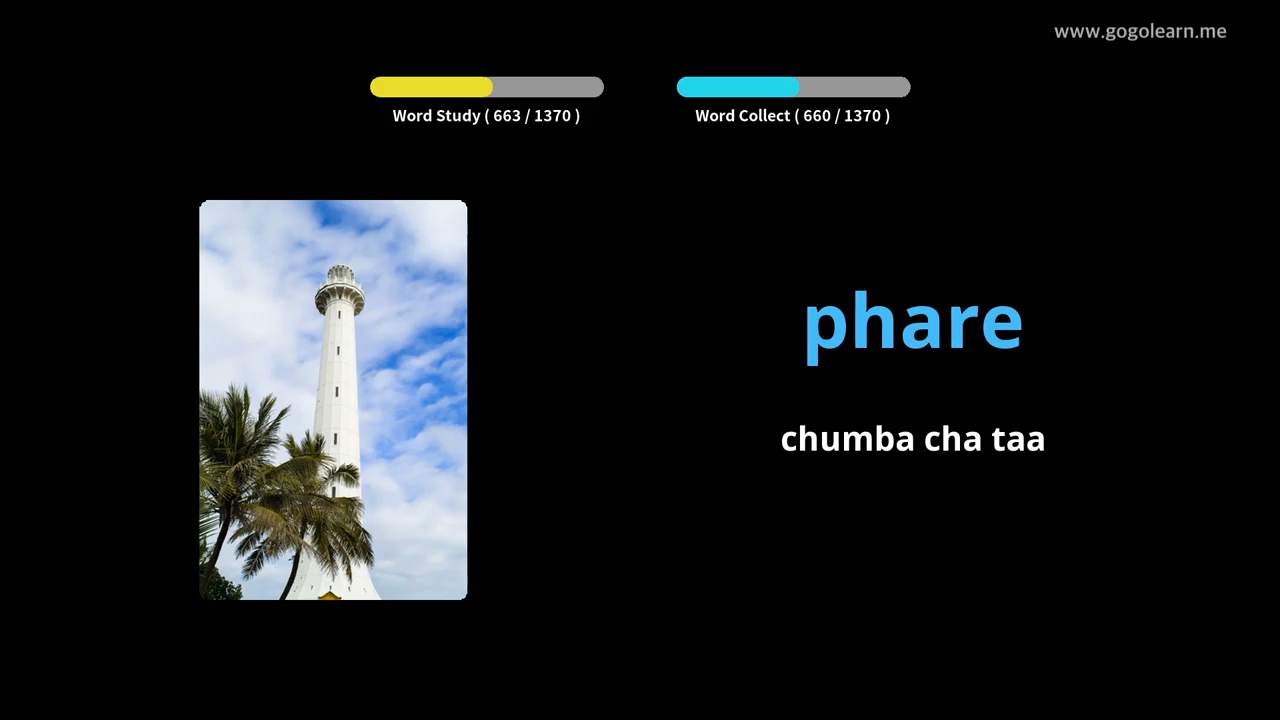 www.gogolearn.me
Word Study ( 663 / 1370 )
Word Collect ( 660 / 1370 )
phare
chumba cha taa